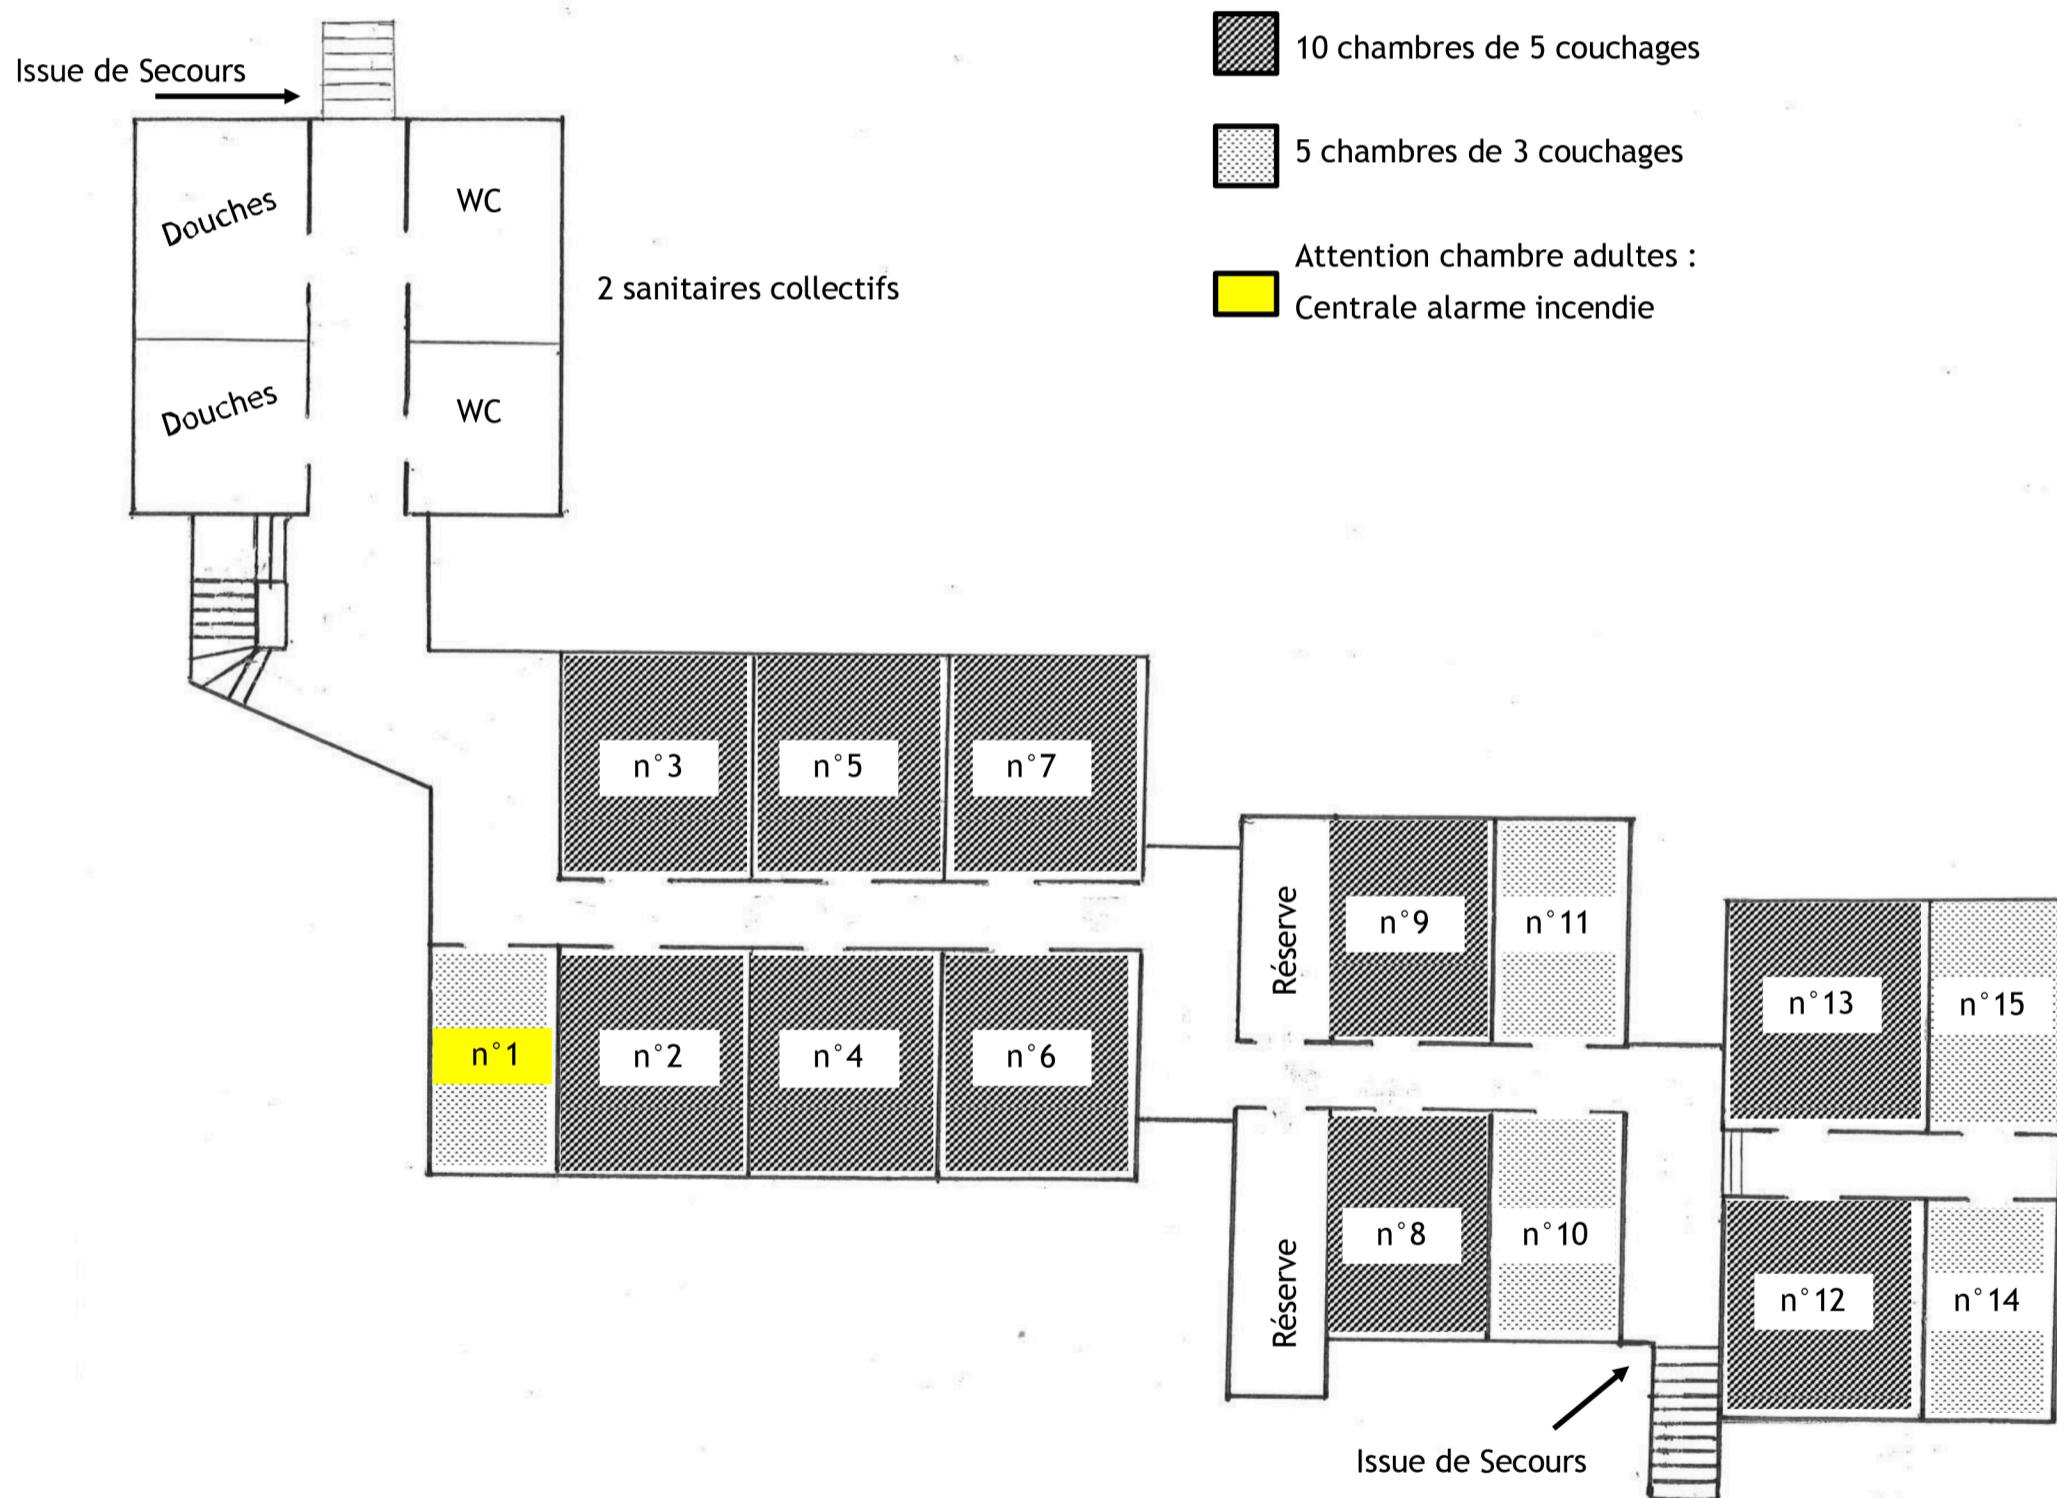 Issue de Secours
10 chambres de 5 couchages
5 chambres de 3 couchages
Attention chambre adultes :
Centrale alarme incendie
Douches
WC
2 sanitaires collectifs
Douches
WC
n°3
n°5
n°7
n°1
n°2
n°4
n°6
Réserve
n°9
n°11
n°13
n°15
Réserve
n°8
n°10
n°12
n°14
Issue de Secours